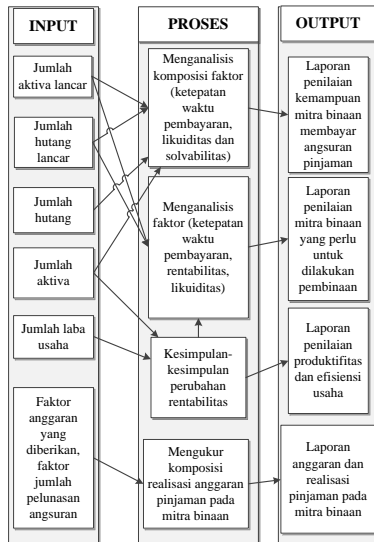 INPUT
Jumlah
aktiva lancar
Jumlah
hutang
lancar
Jumlah
hutang
Jumlah
aktiva
Jumlah laba
usaha
Faktor
anggaran
yang
diberikan,
faktor
jumlah
pelunasan
angsuran
PROSES
Menganalisis
komposisi faktor
(ketepatan
waktu
pembayaran,
likuiditas dan
solvabilitas)
Menganalisis
faktor (ketepatan
waktu
pembayaran,
rentabilitas,
likuiditas)
Kesimpulan-
kesimpulan
perubahan
rentabilitas
Mengukur
komposisi
realisasi anggaran
pinjaman pada
mitra binaan
OUTPUT
Laporan
penilaian
kemampuan
mitra binaan
membayar
angsuran
pinjaman
Laporan
penilaian
mitra binaan
yang perlu
untuk
dilakukan
pembinaan
Laporan
penilaian
produktifitas
dan efisiensi
usaha
Laporan
anggaran dan
realisasi
pinjaman pada
mitra binaan